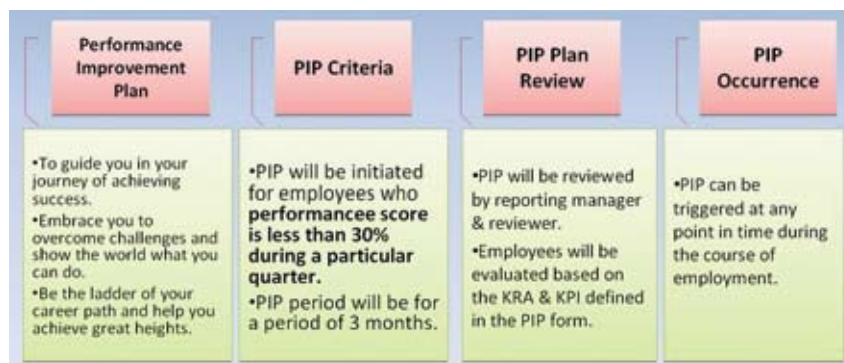 Performance
Improvement
Plan
•To guide you in your
journey of achieving
success.
•Embrace you to
overcome challenges and
show the world what you
can do.
•Be the ladder of your
career path and help you
achieve great heights.
PIP Criteria
•PIP will be initiated
for employees who
performancee score
is less than 30%
during a particular
quarter.
•PIP period will be for
a period of 3 months.
PIP Plan
Review
•PIP will be reviewed
by reporting manager
& reviewer.
•Employees will be
evaluated based on
the KRA & KPI defined
in the PIP form.
PIP
Occurrence
•PIP can be
triggered at any
point in time during
the course of
employment.